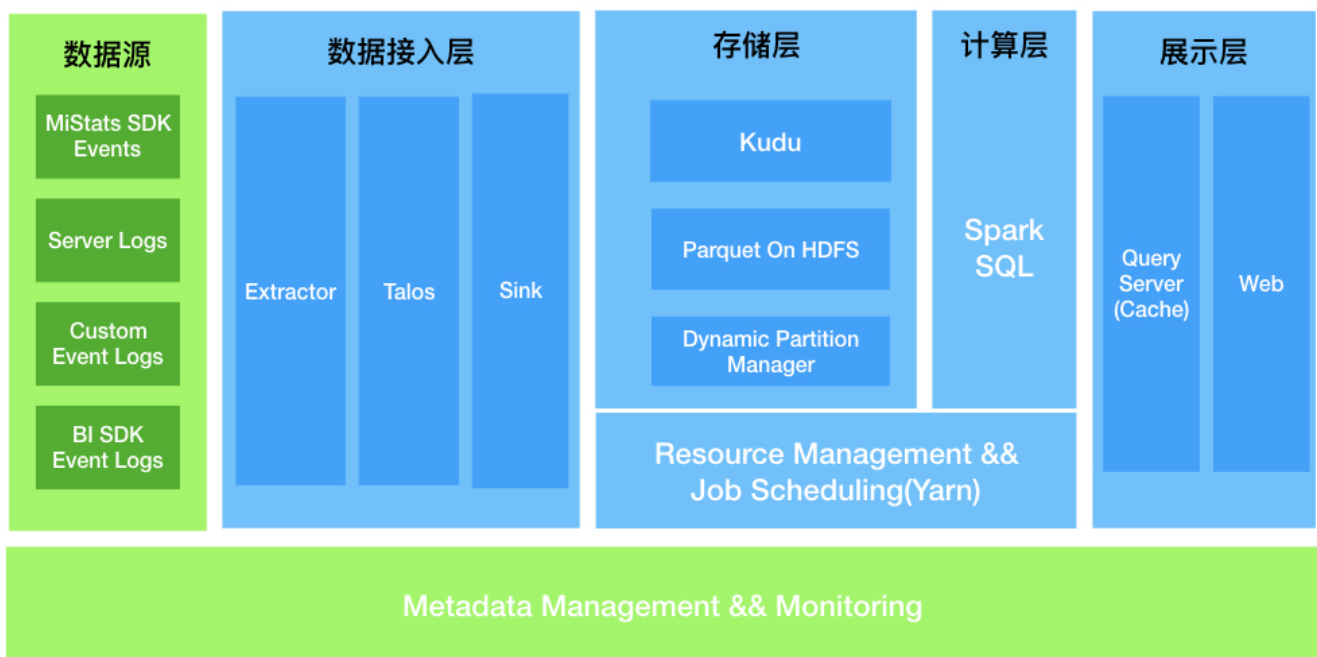 数据源
MiStats SDK
Events
Server Logs
Custom
Event Logs
BI SDK
Event Logs
数据接入层
Extractor
Talos
Sink
存储层
Kudu
Parquet On HDFS
Dynamic Partition
Manager
计算层
Spark
SQL
Resource Management &&
Job Scheduling(Yarn)
展示层
Query
Server
(Cache)
Web
Metadata Management && Monitoring